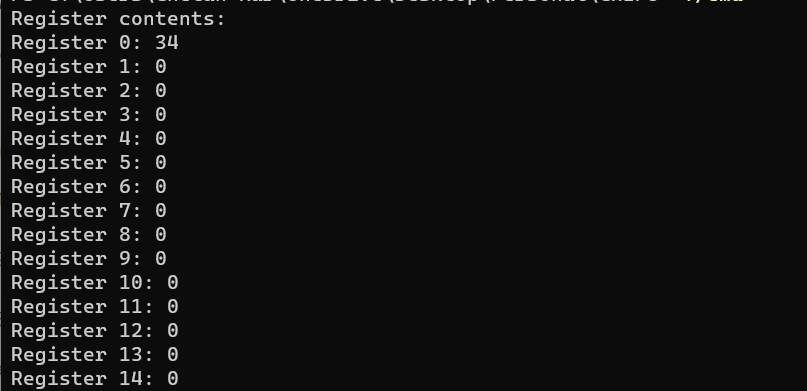 Register contents:
Register 0: 34
Register 1: 0
Register 2: 0
Register 3: 0
Register 4: 0
Register 5: 0
Register 6: 0
Register 7: 0
Register 8: 0
Register 9: 0
Register 10: 0
Register 11: 0
Register 12: 0
Register 13: 0
Register 14: 0